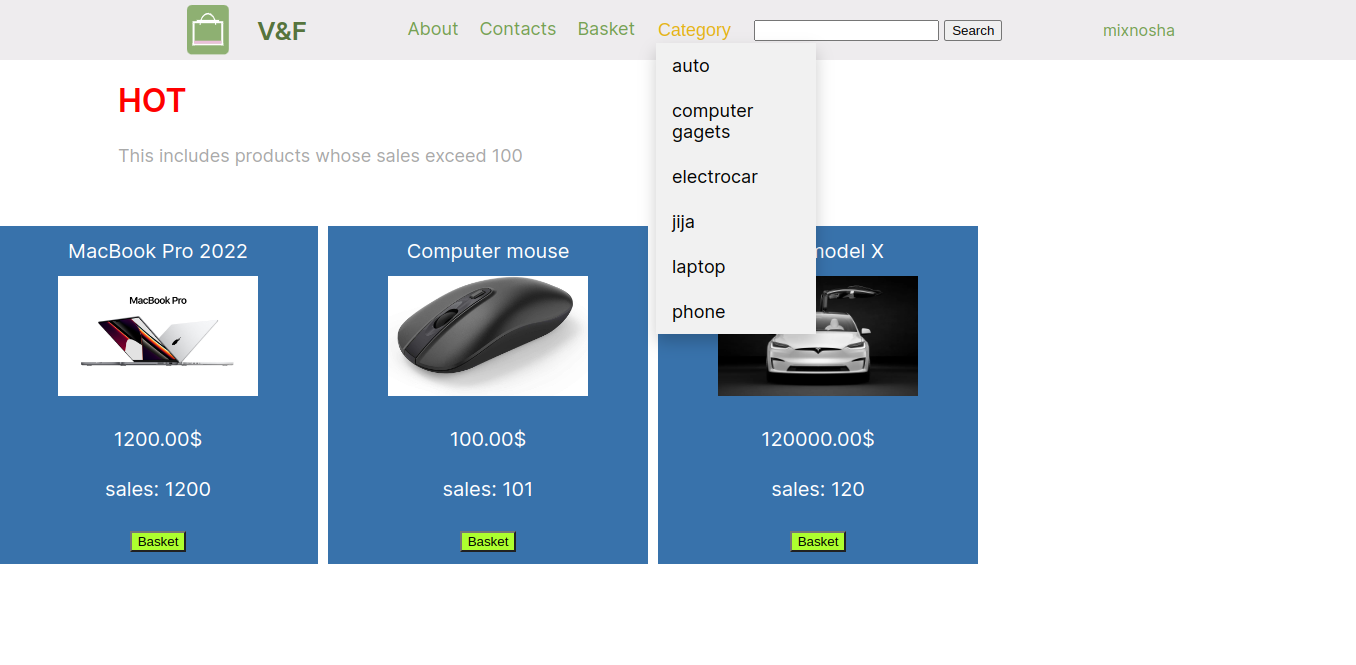 V&F
About
Contacts
Basket
Category
Search
mixnosha
auto
computer
gagets
electrocar
jija
laptop
phone
HOT
This includes products whose sales exceed 100
MacBook Pro 2022
MacBook Pro
1200.00$
sales: 1200
Basket
Computer mouse
100.00$
sales: 101
Basket
model X
120000.00$
sales: 120
Basket